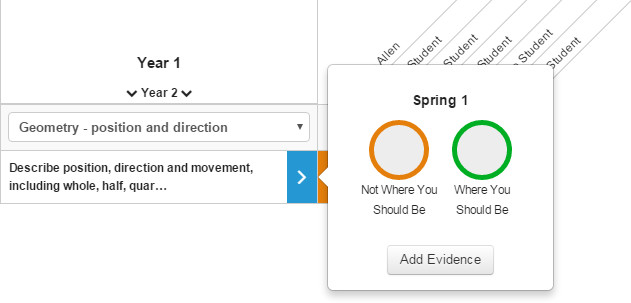 Year 1
Year 2
Geometry - position and direction
Describe position, direction and movement,
including whole, half, quar…
Allen
Student
Student
Student
Student
Student
Spring 1
Not Where You
Should Be
Where You
Should Be
Add Evidence